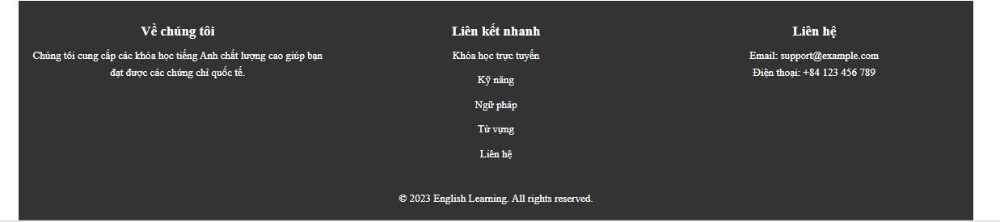 Về chúng tôi
Chúng tôi cung cấp các khóa học tiếng Anh chất lượng cao giúp bạn
đạt được các chứng chỉ quốc tế.
Liên kết nhanh
Khóa học trực tuyến
Kỹ năng
Ngữ pháp
Từ vựng
Liên hệ
Liên hệ
Email: support@example.com
Điện thoại: +84 123 456 789
© 2023 English Learning. All rights reserved.